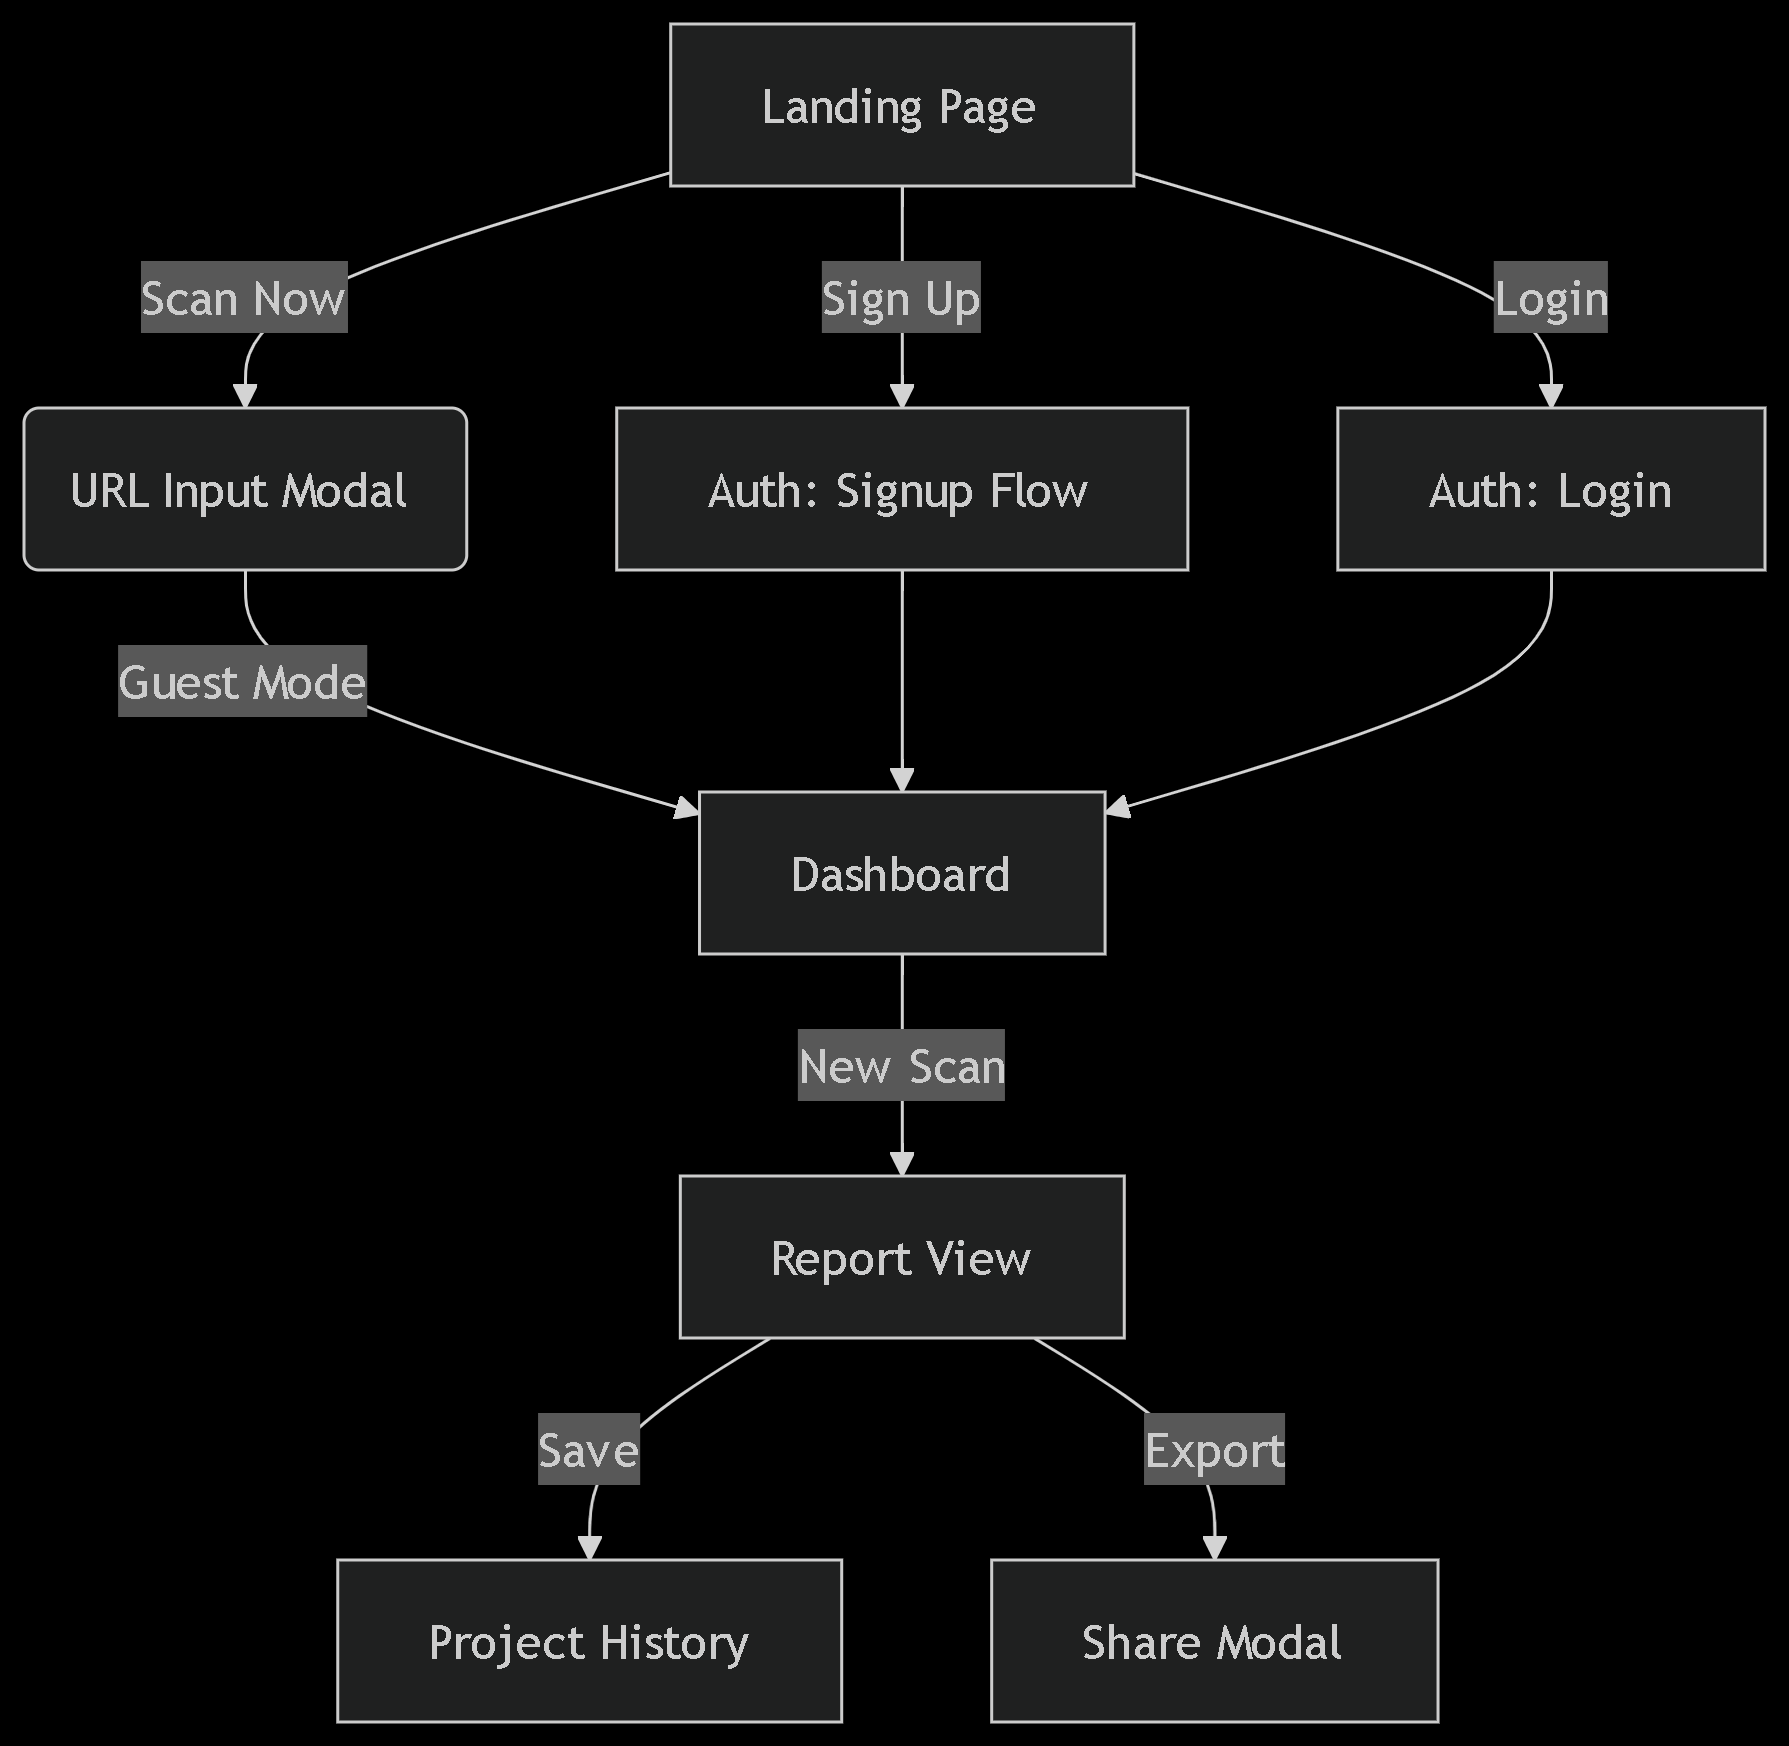 Landing Page
Scan Now
Sign Up
Login
URL Input Modal
Auth: Signup Flow
Auth: Login
Guest Mode
Dashboard
New Scan
Report View
Save
Export
Project History
Share Modal